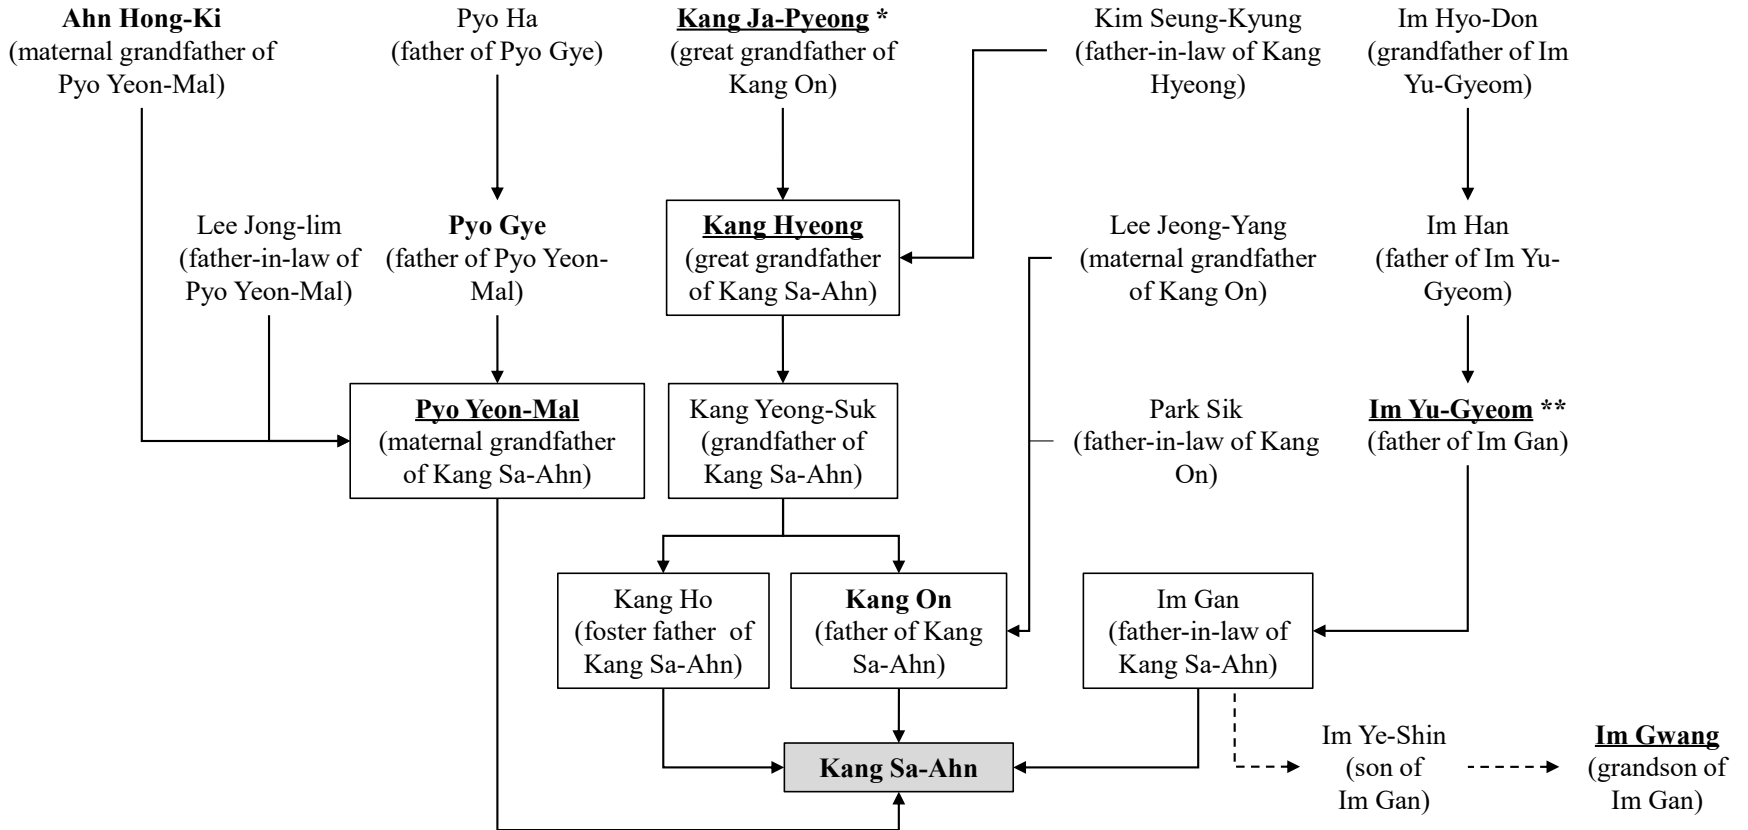 Ahn Hong-Ki
(maternal grandfather of
Pyo Yeon-Mal)
Pyo Ha
(father of Pyo Gye)
Kang Ja-Pyeong *
(great grandfather of
Kang On)
Kim Seung-Kyung
(father-in-law of Kang
Hyeong)
Im Hyo-Don
(grandfather of Im
Yu-Gyeom)
Lee Jong-lim
(father-in-law of
Pyo Yeon-Mal)
Pyo Gye
(father of Pyo Yeon-
Mal)
Kang Hyeong
(great grandfather
of Kang Sa-Ahn)
Lee Jeong-Yang
(maternal grandfather
of Kang On)
Im Han
(father of Im Yu-
Gyeom)
Pyo Yeon-Mal
(maternal grandfather
of Kang Sa-Ahn)
Kang Yeong-Suk
(grandfather of
Kang Sa-Ahn)
Park Sik
(father-in-law of Kang
On)
Im Yu-Gyeom **
(father of Im Gan)
Kang Ho
(foster father of
Kang Sa-Ahn)
Kang On
(father of Kang
Sa-Ahn)
Im Gan
(father-in-law of
Kang Sa-Ahn)
Kang Sa-Ahn
Im Ye-Shin
(son of
Im Gan)
Im Gwang
(grandson of
Im Gan)